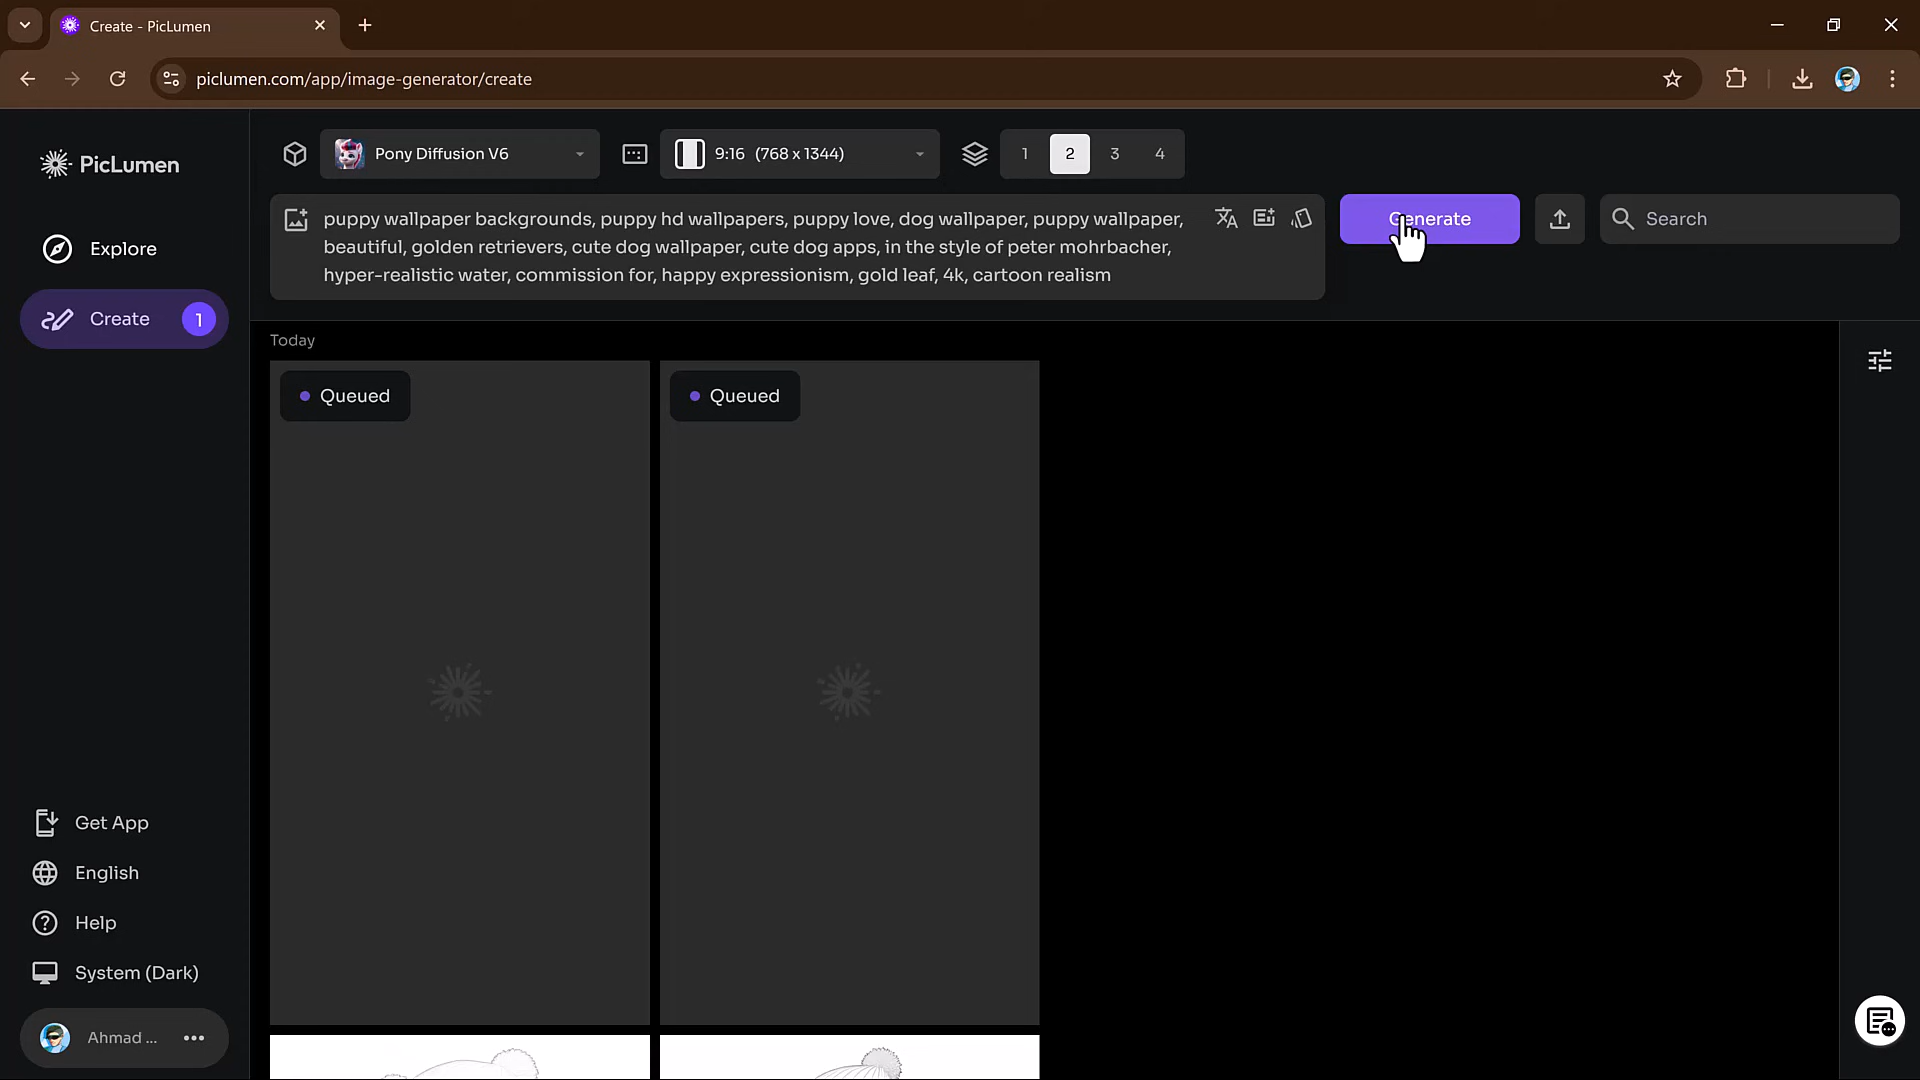 Create - PicLumen
piclumen.com/app/image-generator/create
PicLumen
Pony Diffusion V6
9:16 (768 x 1344)
1 2 3 4
puppy wallpaper backgrounds, puppy hd wallpapers, puppy love, dog wallpaper, puppy wallpaper,
beautiful, golden retrievers, cute dog wallpaper, cute dog apps, in the style of peter mohrbacher,
hyper-realistic water, commission for, happy expressionism, gold leaf, 4k, cartoon realism
Generate
Search
Explore
Create 1
Today
Queued
Queued
Get App
English
Help
System (Dark)
Ahmad ...